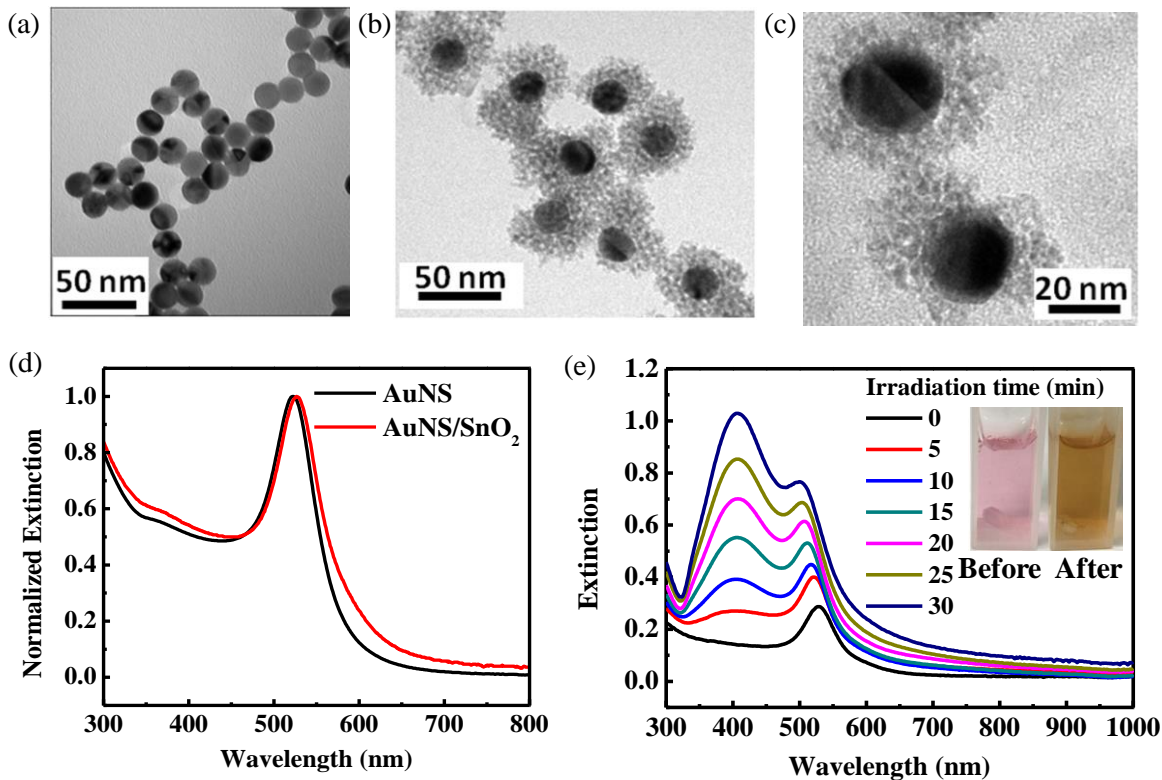 (a)
(b)
(c)
50 nm
50 nm
20 nm
(d)
AuNS
AuNS/SnO2
Normalized Extinction
1.0
0.8
0.6
0.4
0.2
0.0
300 400 500 600 700 800
Wavelength (nm)
(e)
Irradiation time (min)
0
5
10
15
20
25
30
Before After
Extinction
1.2
1.0
0.8
0.6
0.4
0.2
0.0
300 400 500 600 700 800 900 1000
Wavelength (nm)